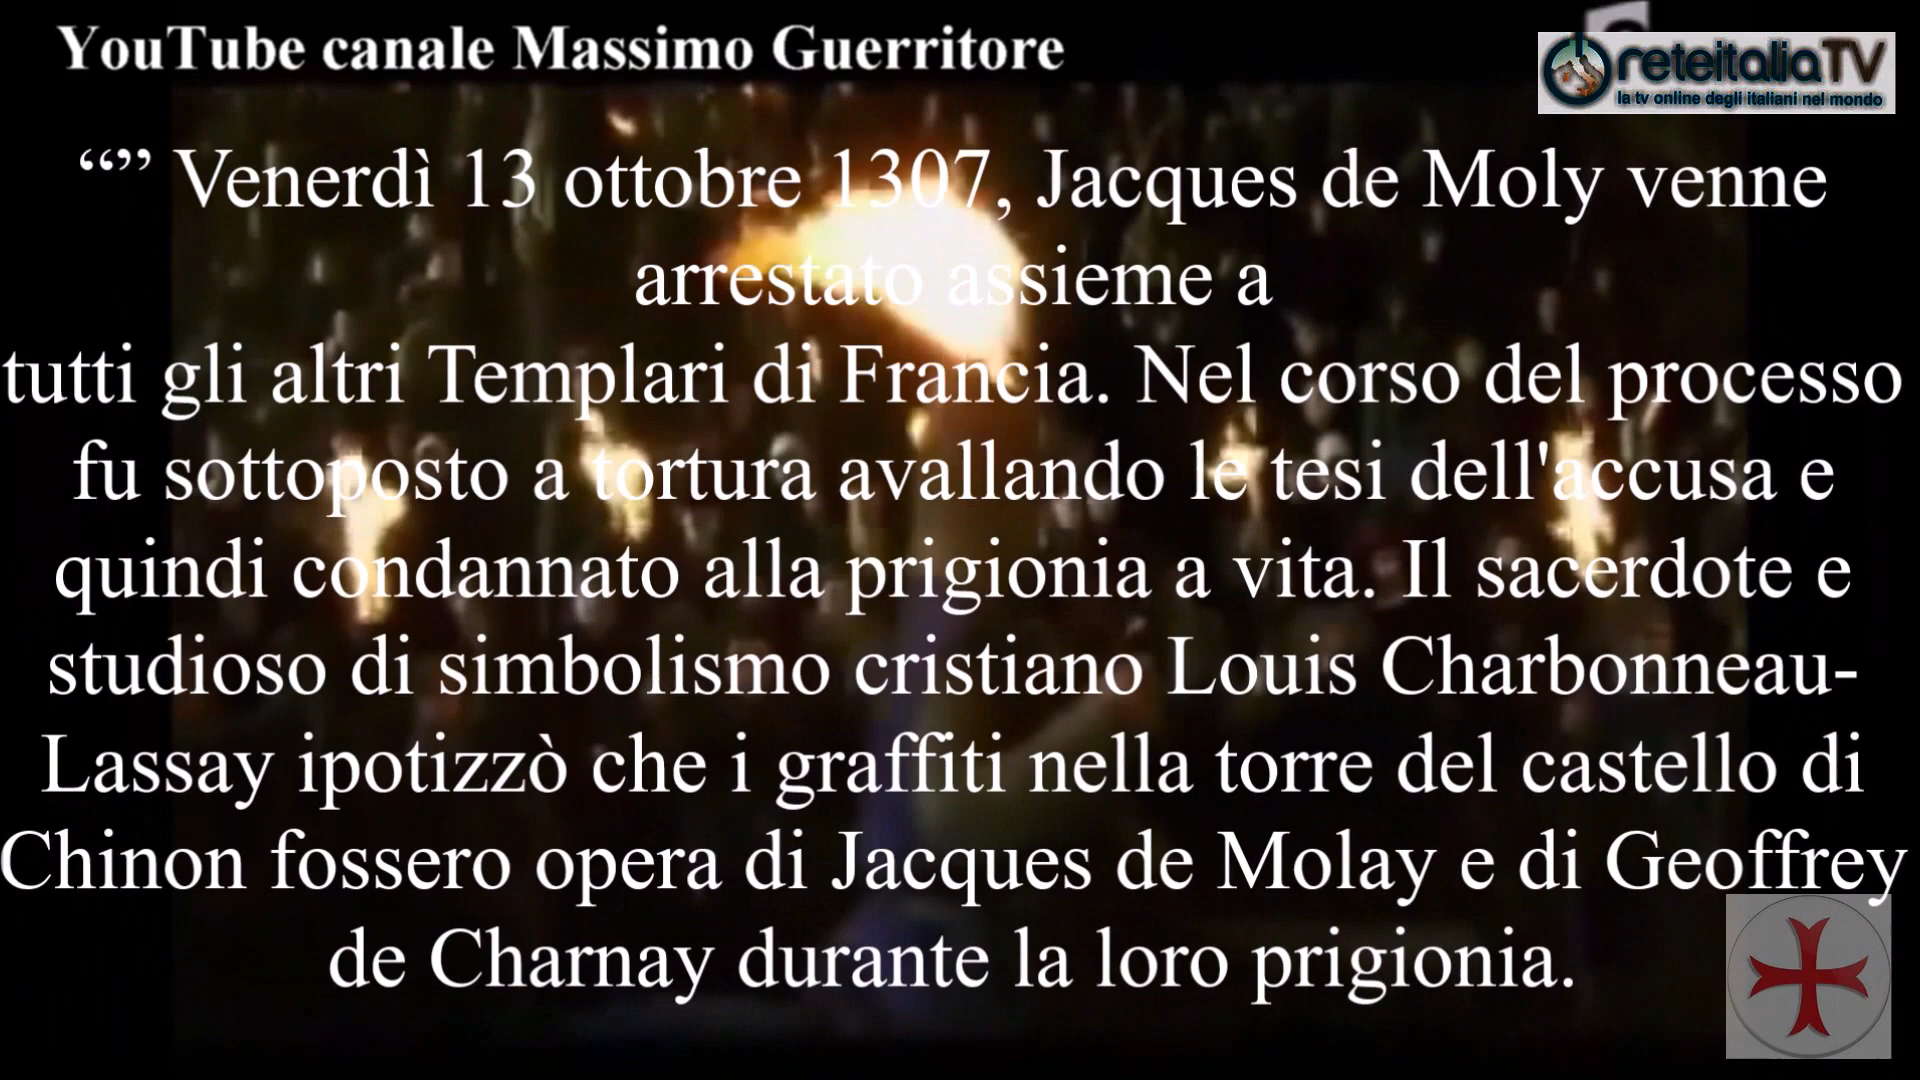 YouTube canale Massimo Guerritore
reteitaliaTV
la tv online degli italiani nel mondo
“” Venerdì 13 ottobre 1307, Jacques de Moly venne
arrestato assieme a
tutti gli altri Templari di Francia. Nel corso del processo
fu sottoposto a tortura avallando le tesi dell'accusa e
quindi condannato alla prigionia a vita. Il sacerdote e
studioso di simbolismo cristiano Louis Charbonneau-
Lassay ipotizzò che i graffiti nella torre del castello di
Chinon fossero opera di Jacques de Molay e di Geoffrey
de Charnay durante la loro prigionia.